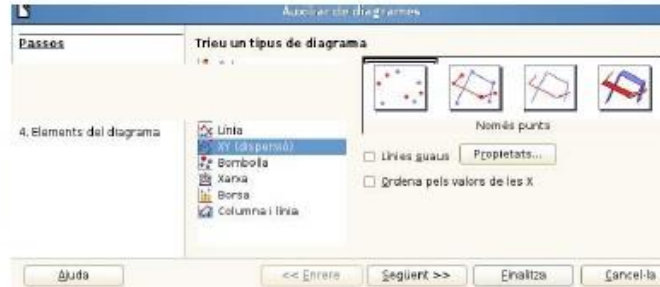 Auxiliar de diagrames
Passos
4. Elements del diagrama
Trieu un tipus de diagrama
Línia
XY (dispersió)
Bombolla
Xarxa
Borsa
Columna i línia
Només punts
Línies suaus
Propietats...
Ordena pels valors de les X
Ajuda
<< Enrere
Següent >>
Finalitza
Cancel·la